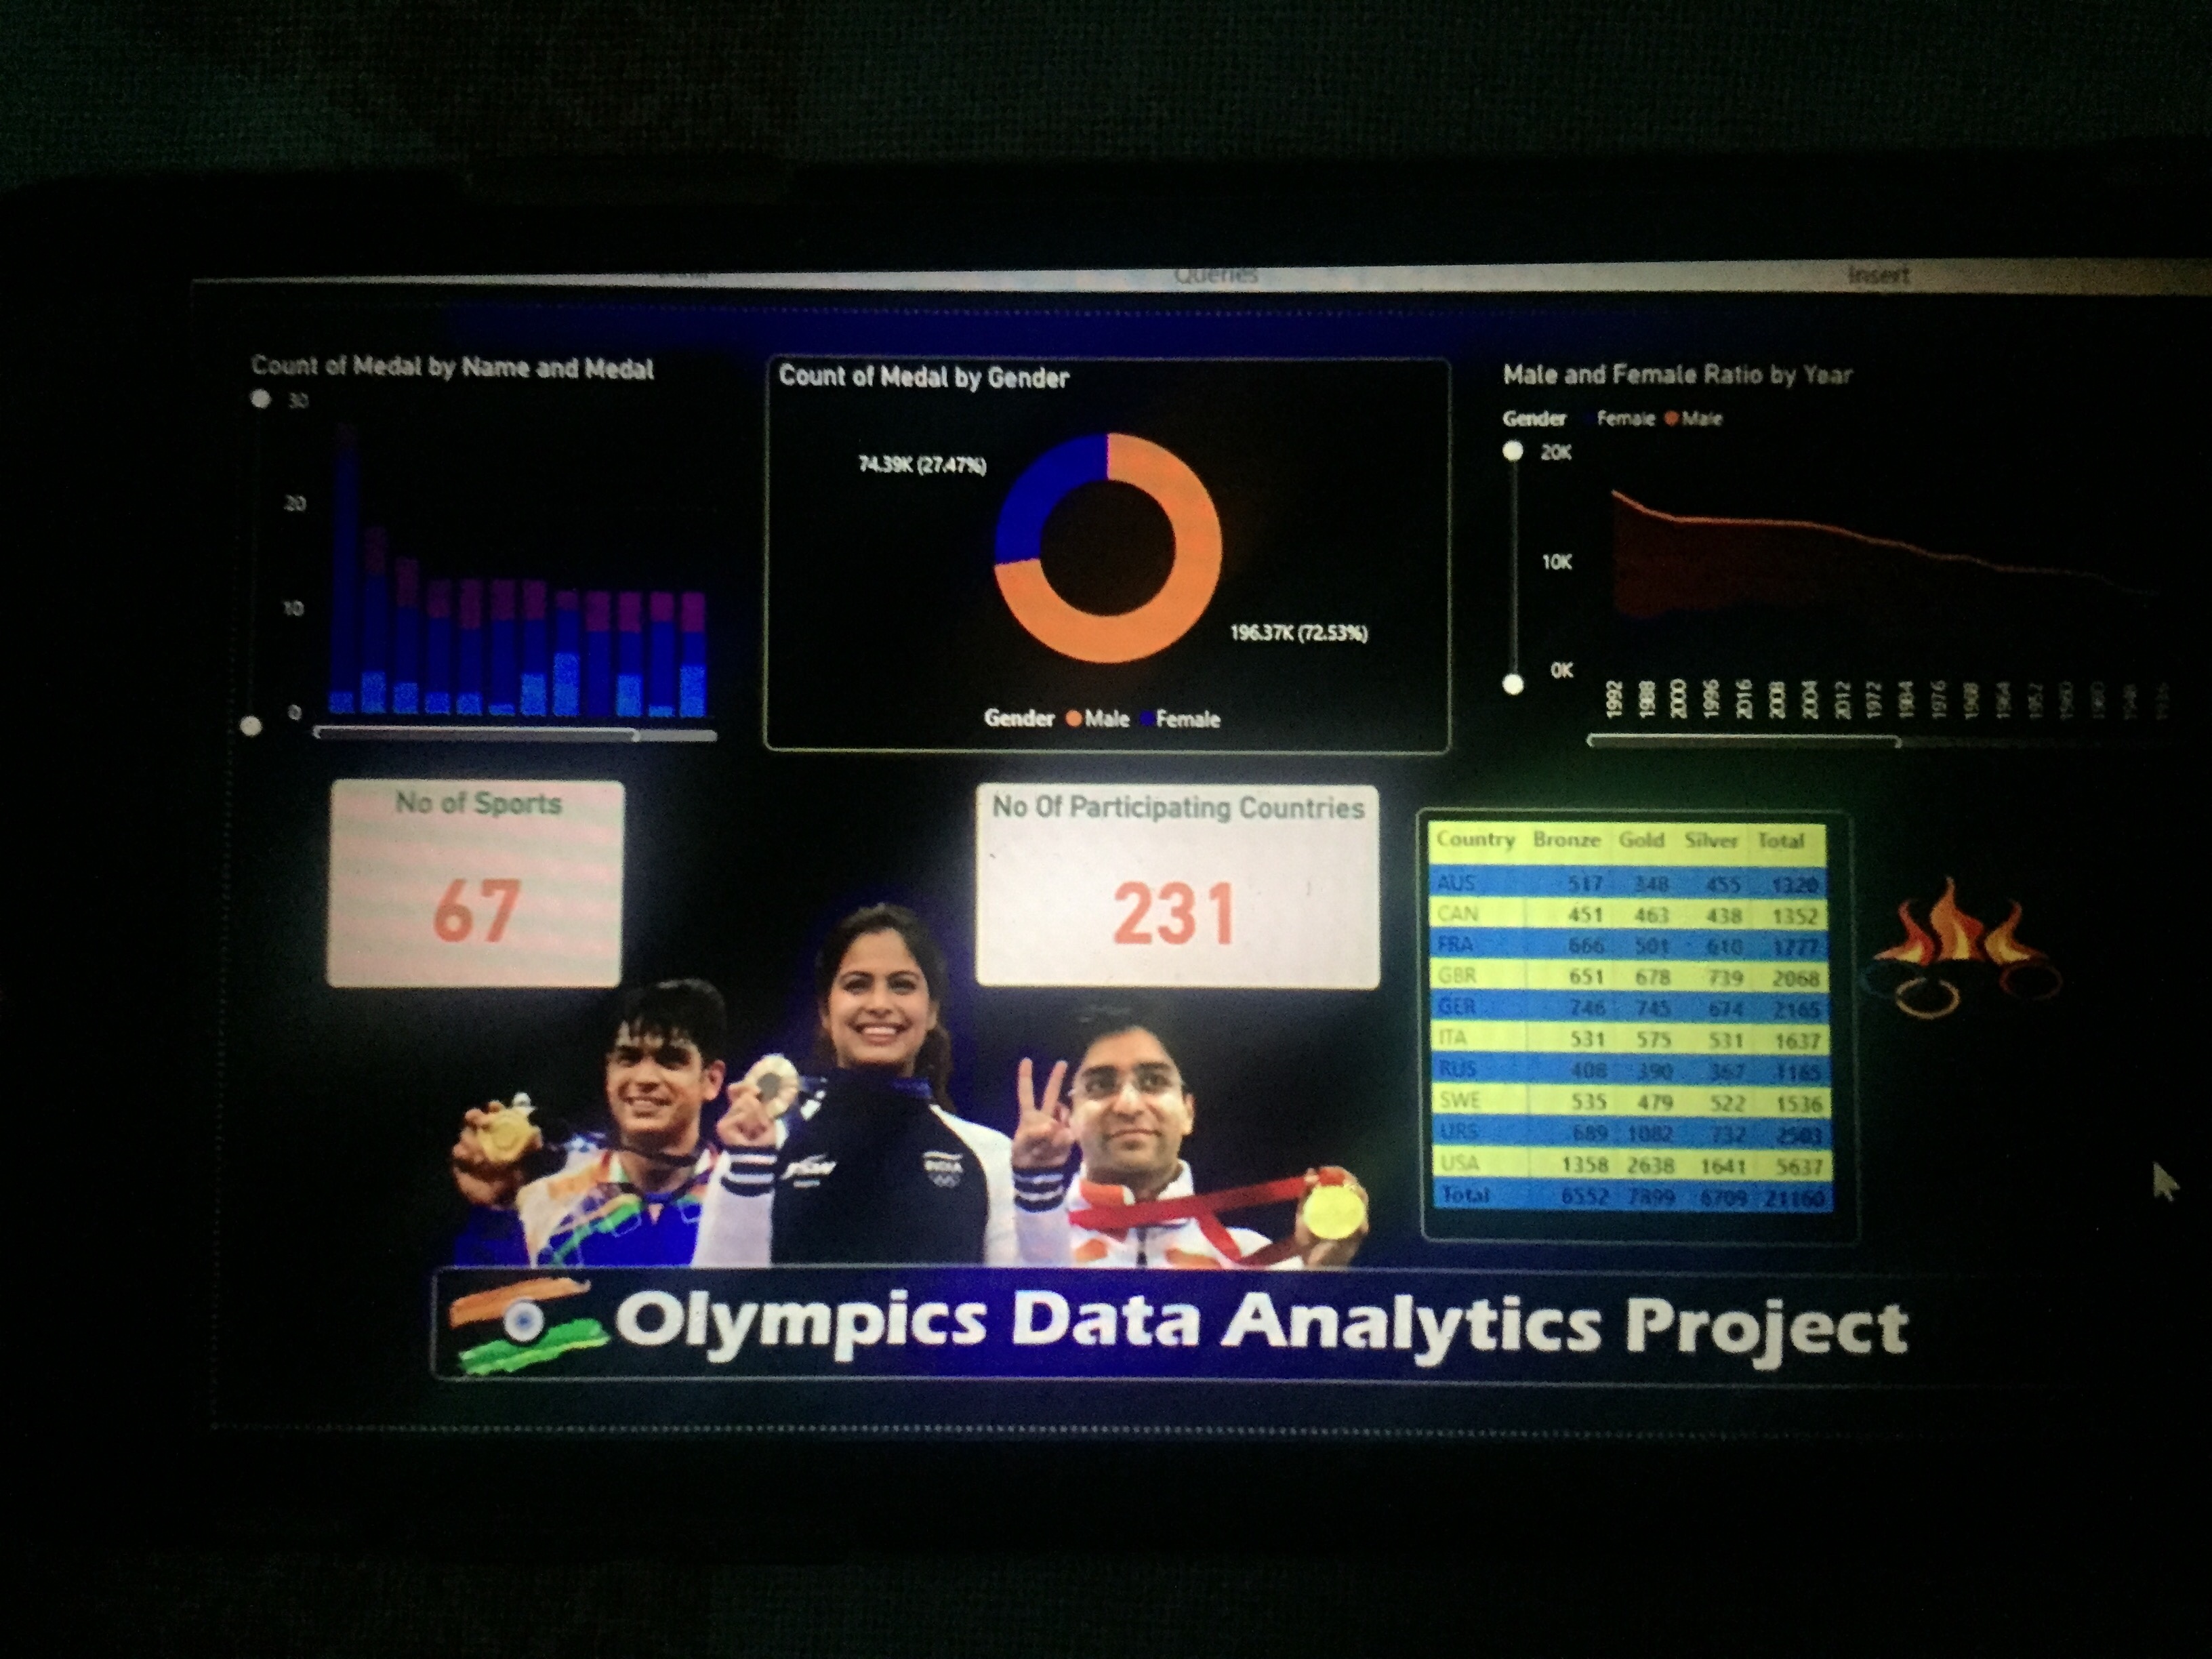 Queries
Insert
Count of Medal by Name and Medal
30
20
10
0
Count of Medal by Gender
74.39K (27.47%)
196.37K (72.53%)
Gender Male Female
Male and Female Ratio by Year
Gender Female Male
20K
10K
0K
1992 1988 2000 1996 2016 2008 2004 2012 1972 1984 1976 1968 1964 1952
No of Sports
67
No Of Participating Countries
231
Country Bronze Gold Silver Total
AUS 517 348 455 1320
CAN 451 463 438 1352
FRA 666 501 610 1777
GBR 651 678 739 2068
GER 746 745 674 2165
ITA 531 575 531 1637
RUS 408 390 367 1165
SWE 535 479 522 1536
URS 689 1082 732 2503
USA 1358 2638 1641 5637
Total 6552 7899 6709 21160
JSW
INDIA
Olympics Data Analytics Project